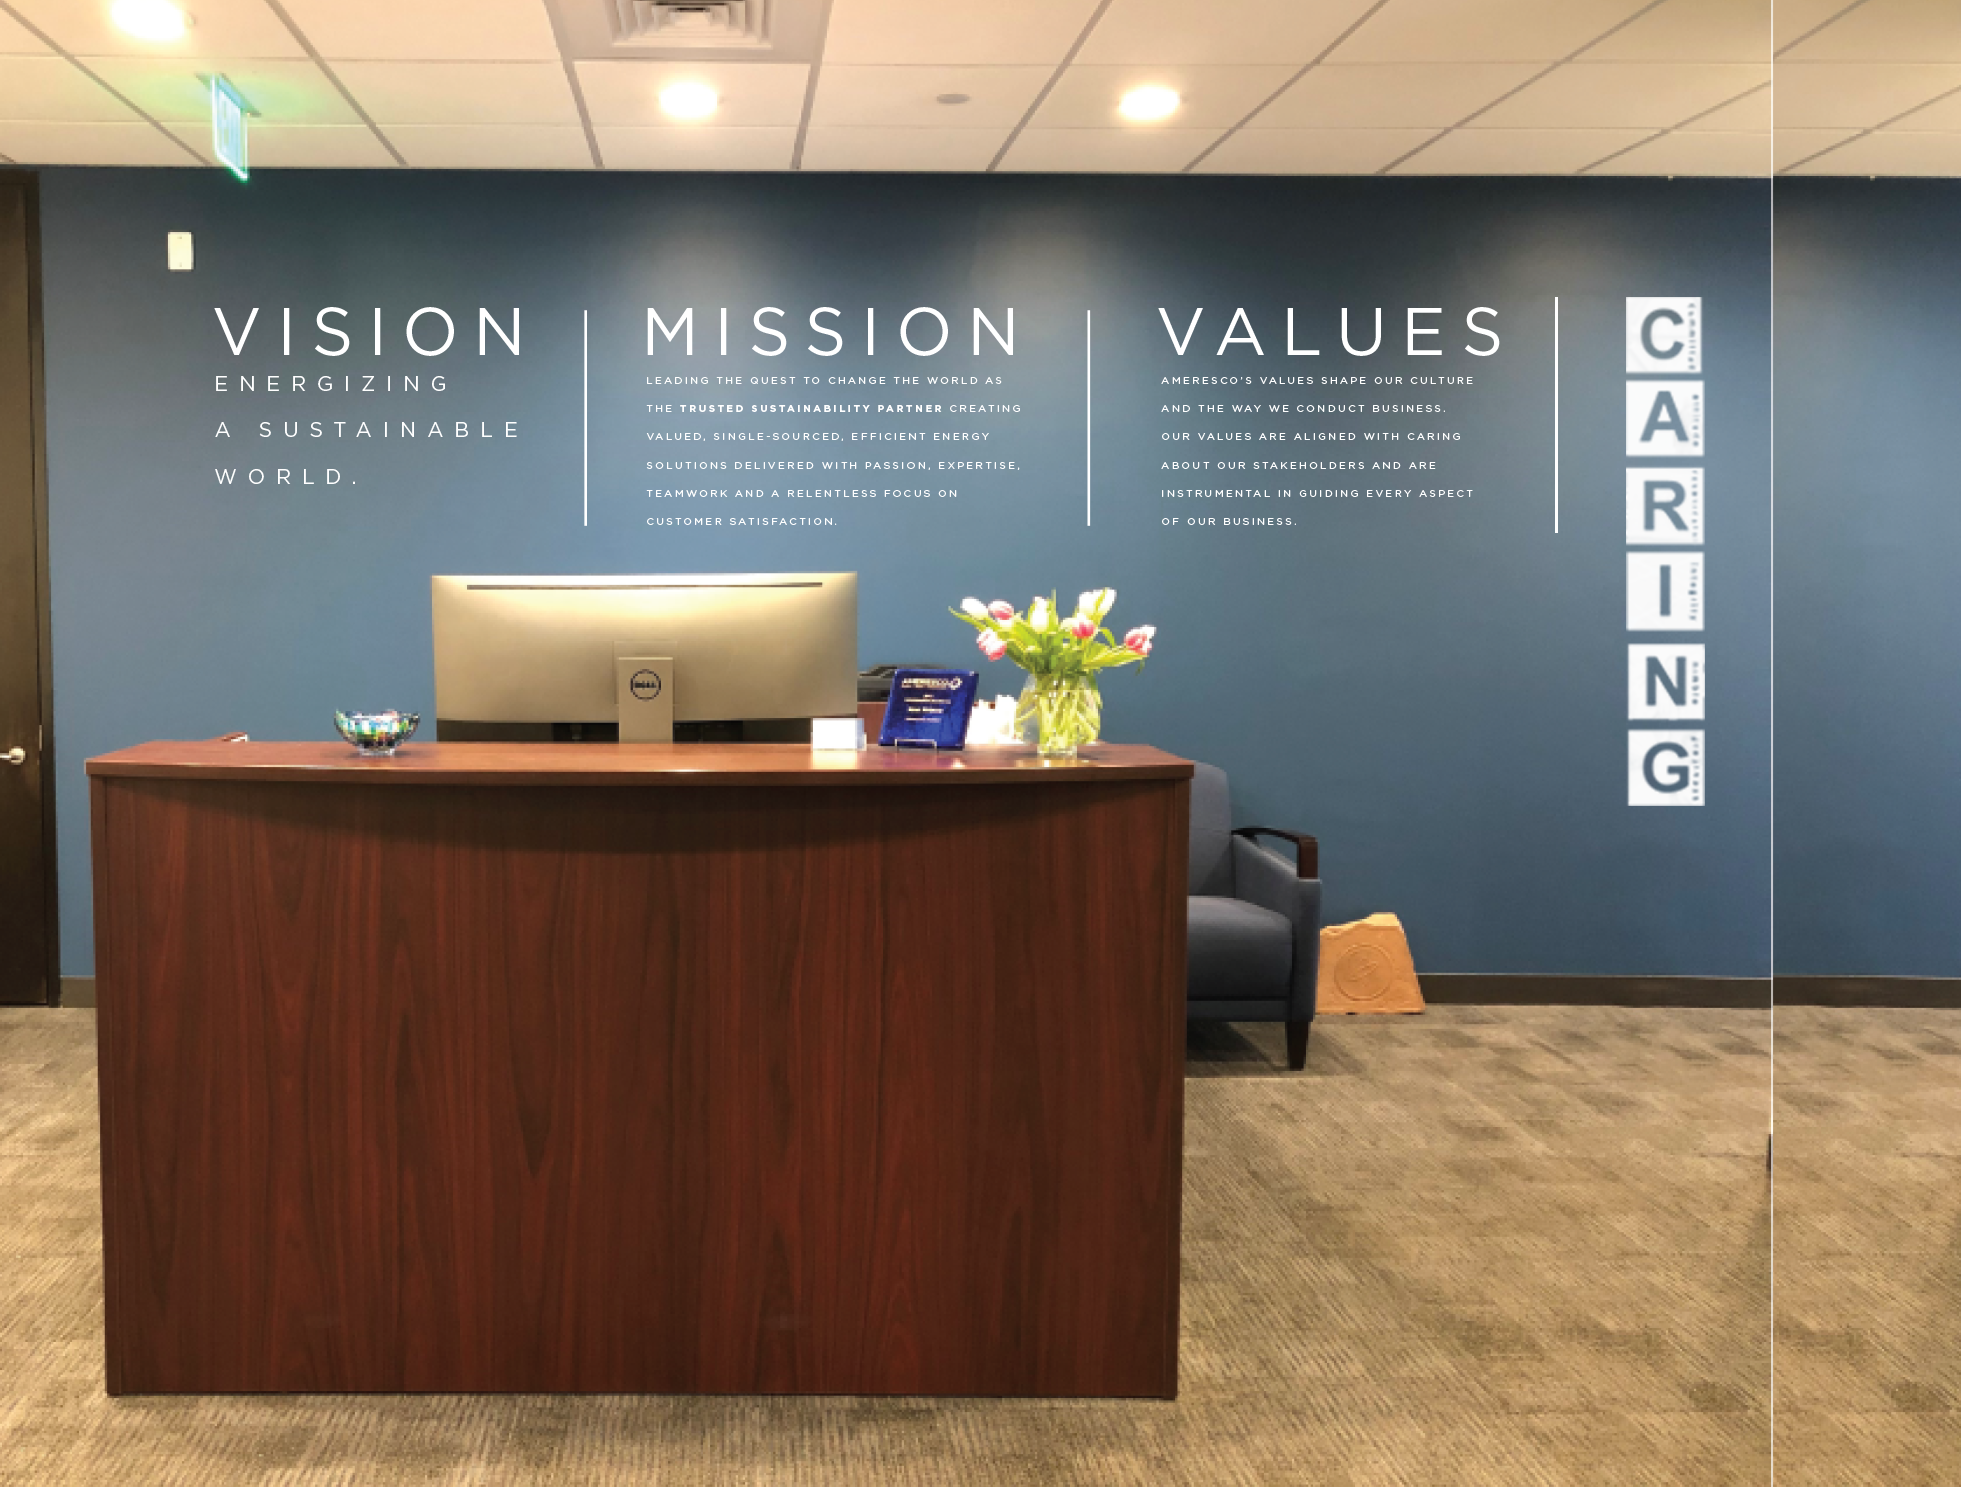 VISION
ENERGIZING
A SUSTAINABLE
WORLD.
MISSION
LEADING THE QUEST TO CHANGE THE WORLD AS
THE TRUSTED SUSTAINABILITY PARTNER CREATING
VALUED, SINGLE-SOURCED, EFFICIENT ENERGY
SOLUTIONS DELIVERED WITH PASSION, EXPERTISE,
TEAMWORK AND A RELENTLESS FOCUS ON
CUSTOMER SATISFACTION.
VALUES
AMERESCO'S VALUES SHAPE OUR CULTURE
AND THE WAY WE CONDUCT BUSINESS.
OUR VALUES ARE ALIGNED WITH CARING
ABOUT OUR STAKEHOLDERS AND ARE
INSTRUMENTAL IN GUIDING EVERY ASPECT
OF OUR BUSINESS.
C
A
R
I
Integrity
N
G
DELL
AMERESCO